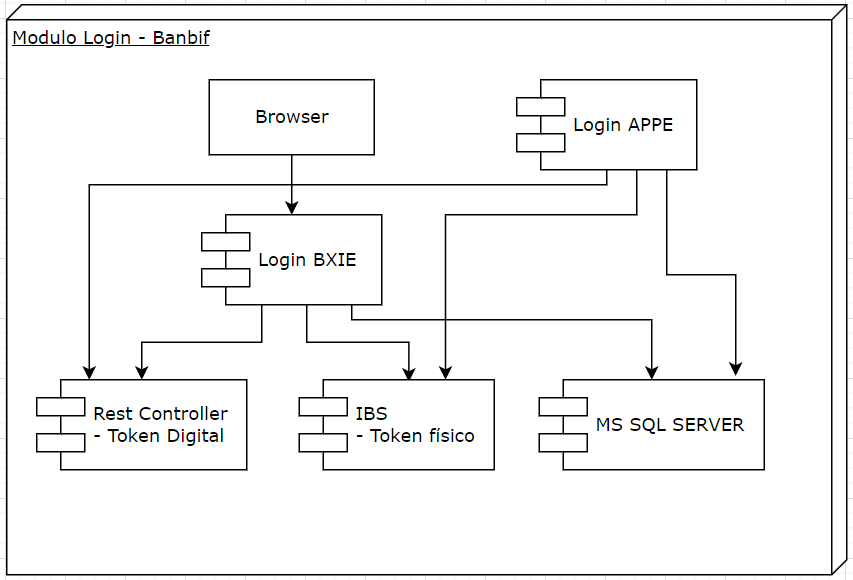 Modulo Login - Banbif
Browser
Login APPE
Login BXIE
Rest Controller
- Token Digital
IBS
- Token físico
MS SQL SERVER